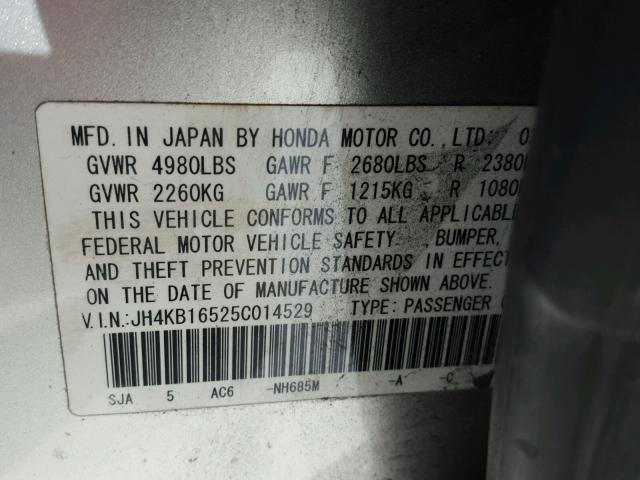 MFD. IN JAPAN BY HONDA MOTOR CO., LTD.
GVWR 4980LBS GAWR F 2680LBS R 2380
GVWR 2260KG GAWR F 1215KG R 1080
THIS VEHICLE CONFORMS TO ALL APPLICABLE
FEDERAL MOTOR VEHICLE SAFETY, BUMPER,
AND THEFT PREVENTION STANDARDS IN EFFECT
ON THE DATE OF MANUFACTURE SHOWN ABOVE.
V.I.N.:JH4KB16525C014529 TYPE: PASSENGER
SJA 5 AC6 -NH685M -A -C